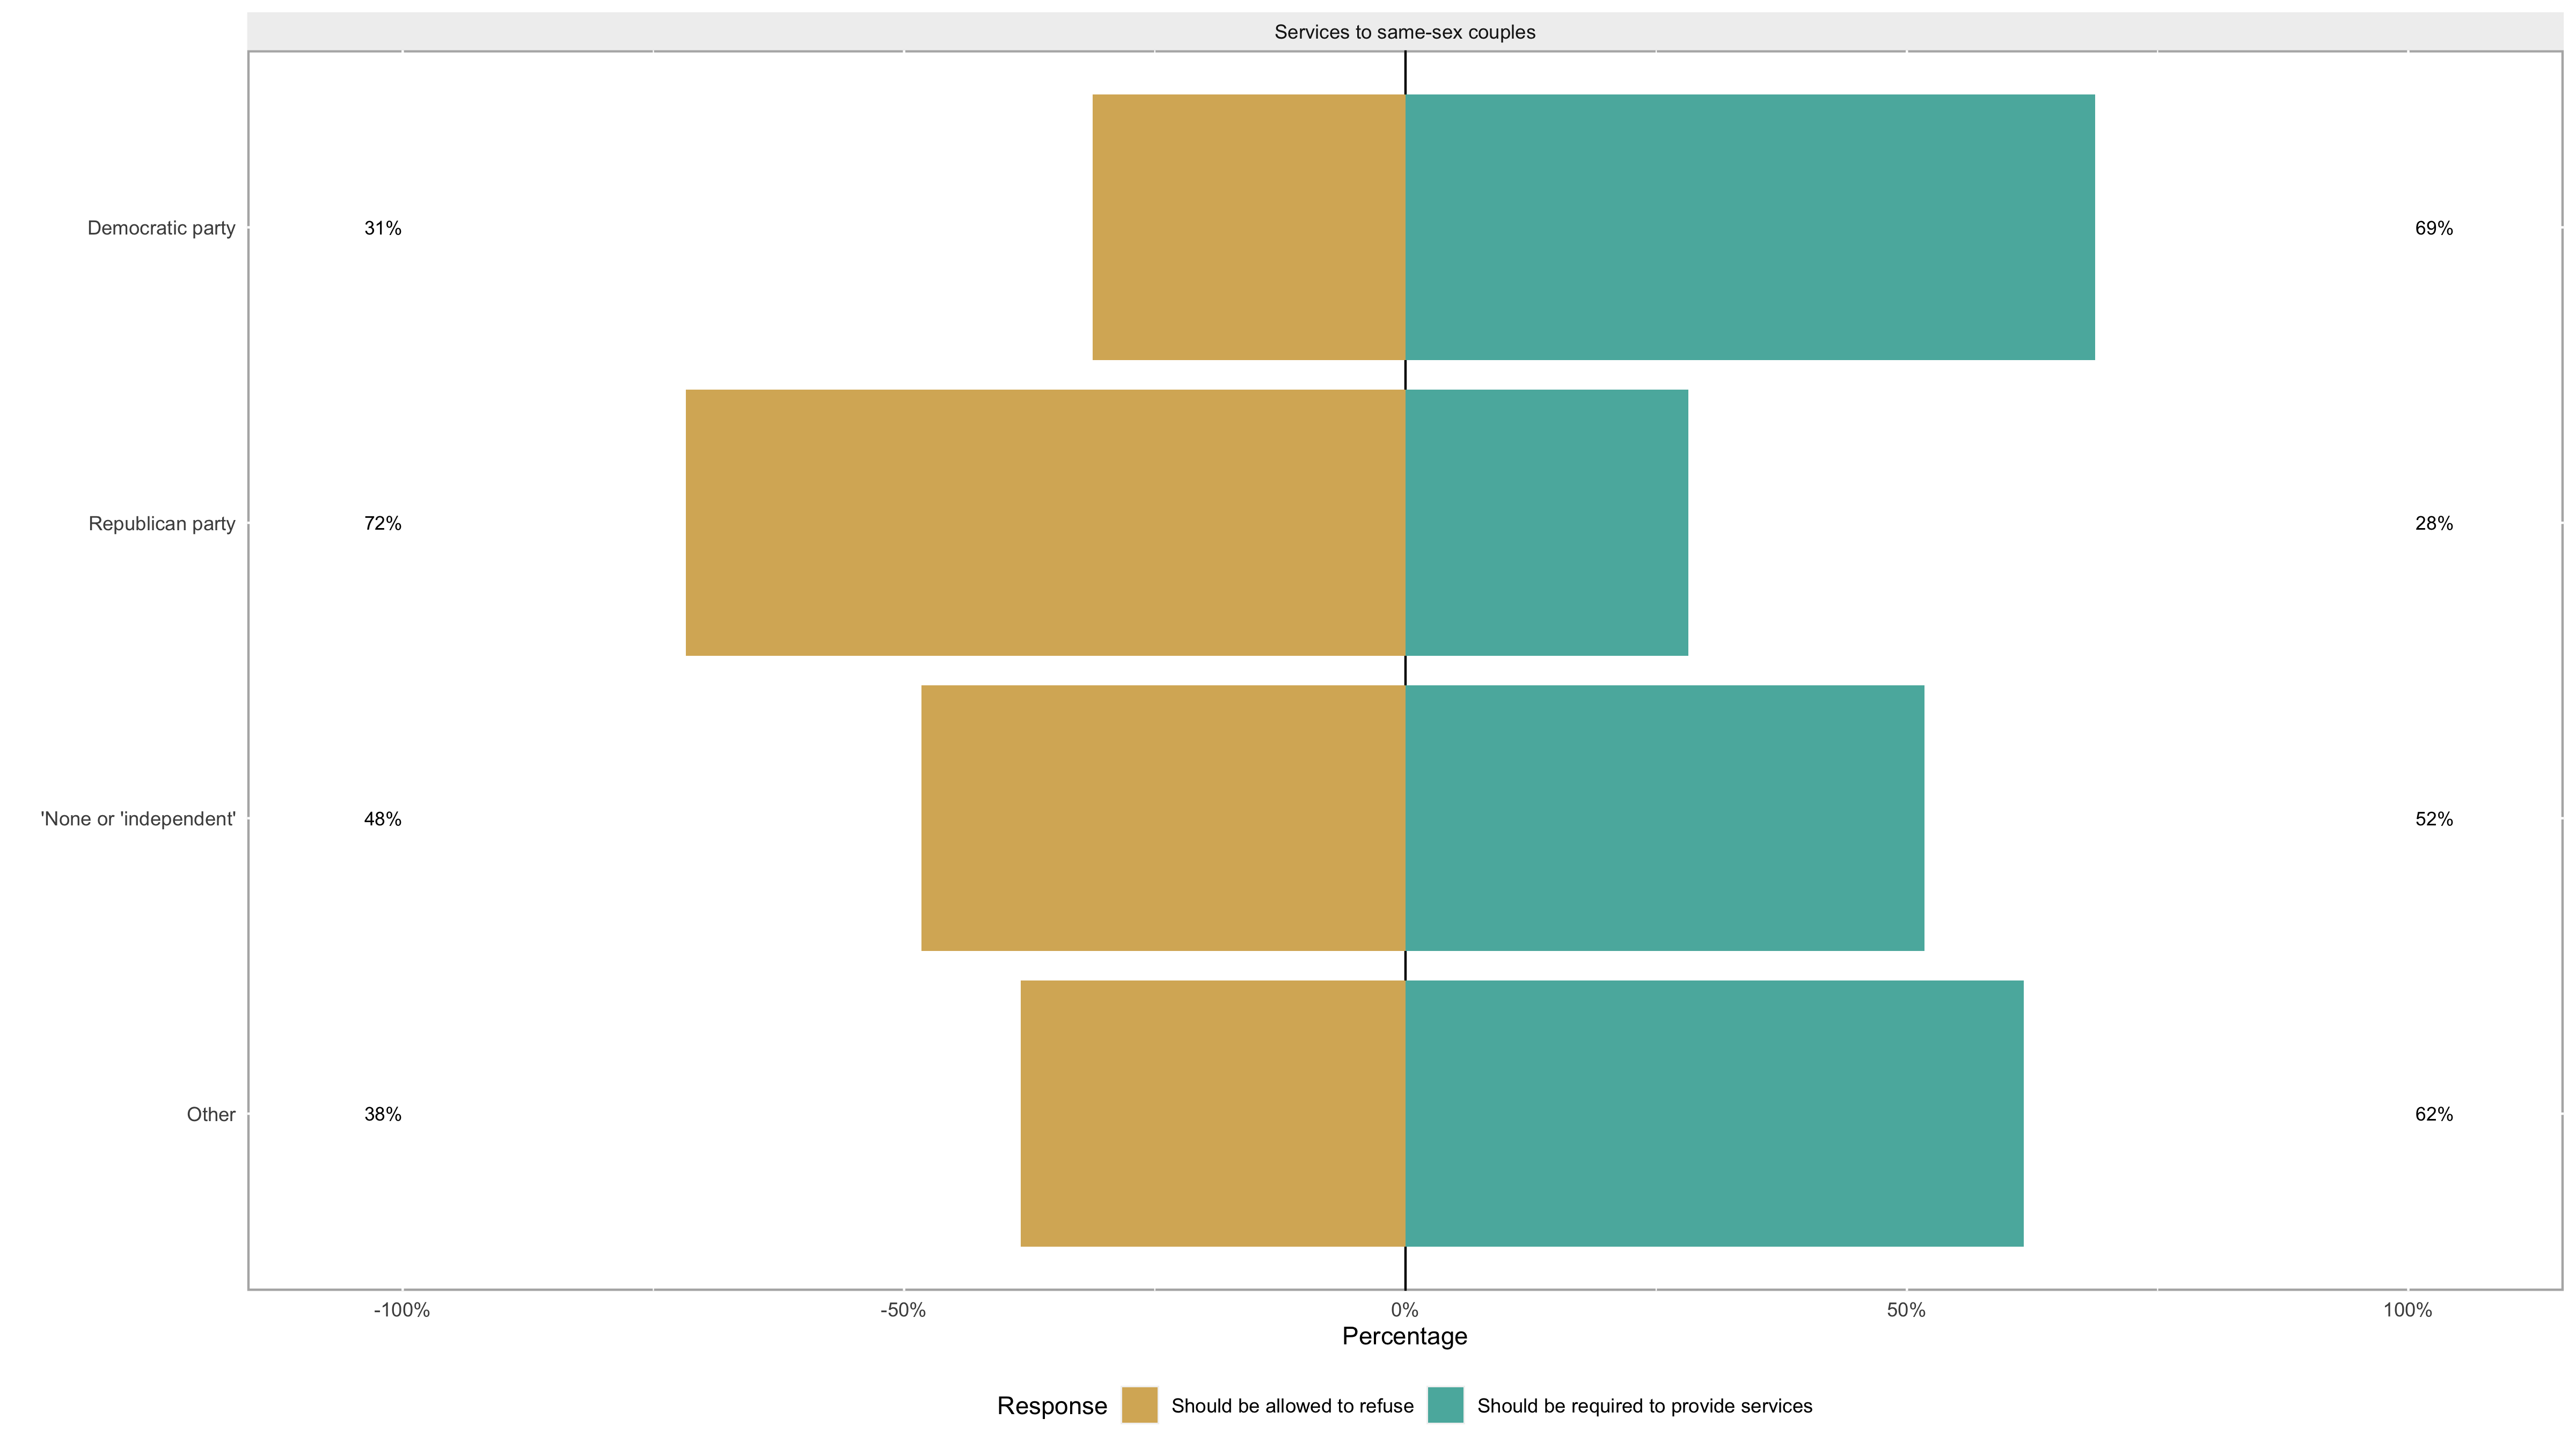 Services to same-sex couples
Democratic party 31% 69%
Republican party 72% 28%
'None or 'independent' 48% 52%
Other 38% 62%
-100% -50% 0% 50% 100%
Percentage
Response Should be allowed to refuse Should be required to provide services